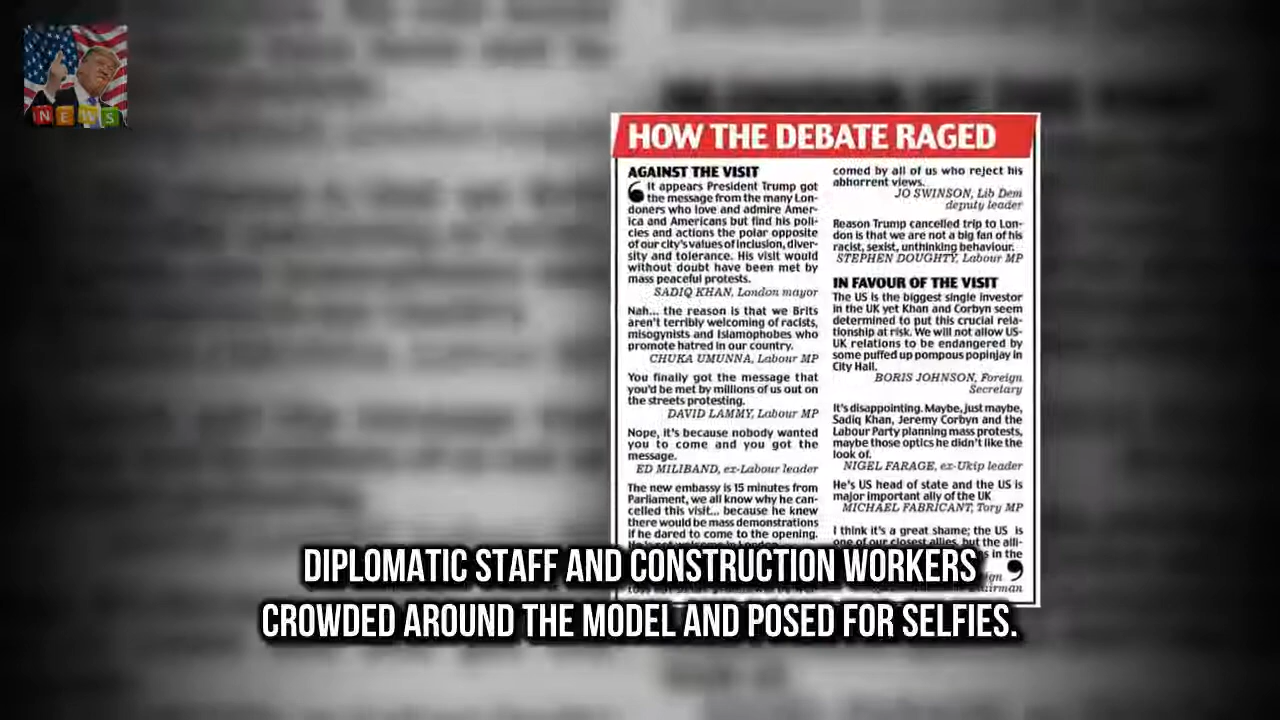 NEWS
HOW THE DEBATE RAGED
AGAINST THE VISIT
It appears President Trump got
the message from the many Lon-
doners who love and admire Amer-
ica and Americans but find his poli-
cies and actions the polar opposite
of our city's values of inclusion, diver-
sity and tolerance. His visit would
without doubt have been met by
mass peaceful protests.
SADIQ KHAN, London mayor
Nah... the reason is that we Brits
aren't terribly welcoming of racists,
misogynists and Islamophobes who
promote hatred in our country.
CHUKA UMUNNA, Labour MP
You finally got the message that
you'd be met by millions of us out on
the streets protesting.
DAVID LAMMY, Labour MP
Nope, it's because nobody wanted
you to come and you got the
message.
ED MILIBAND, ex-Labour leader
The new embassy is 15 minutes from
Parliament, we all know why he can-
celled this visit... because he knew
there would be mass demonstrations
if he dared to come to the opening.
comed by all of us who reject his
abhorrent views.
JO SWINSON, Lib Dem
deputy leader
Reason Trump cancelled trip to Lon-
don is that we are not a big fan of his
racist, sexist, unthinking behaviour.
STEPHEN DOUGHTY, Labour MP
IN FAVOUR OF THE VISIT
The US is the biggest single investor
in the UK yet Khan and Corbyn seem
determined to put this crucial rela-
tionship at risk. We will not allow US-
UK relations to be endangered by
some puffed up pompous popinjay in
City Hall.
BORIS JOHNSON, Foreign
Secretary
It's disappointing. Maybe, just maybe,
Sadiq Khan, Jeremy Corbyn and the
Labour Party planning mass protests,
maybe those optics he didn't like the
look of.
NIGEL FARAGE, ex-Ukip leader
He's US head of state and the US is
major important ally of the UK
MICHAEL FABRICANT, Tory MP
I think it's a great shame; the US is
one of our closest allies, but the alli-
in the
DIPLOMATIC STAFF AND CONSTRUCTION WORKERS
CROWDED AROUND THE MODEL AND POSED FOR SELFIES.